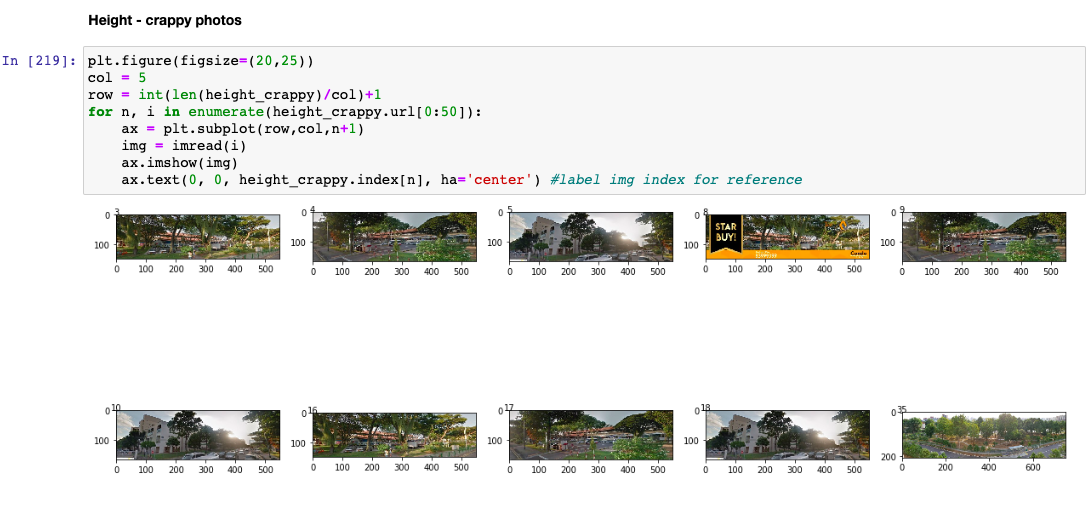 Height - crappy photos
In [219]: plt.figure(figsize=(20,25))
col = 5
row = int(len(height_crappy)/col)+1
for n, i in enumerate(height_crappy.url[0:50]):
ax = plt.subplot(row,col,n+1)
img = imread(i)
ax.imshow(img)
ax.text(0, 0, height_crappy.index[n], ha='center') #label img index for reference
3 4 5 8 9
0 0 0 0 0
STAR
BUY!
100 100 100 100 100
Condo
0 100 200 300 400 500 0 100 200 300 400 500 0 100 200 300 400 500 0 100 200 300 400 500 0 100 200 300 400 500
10 16 17 18 35
0 0 0 0 0
100 100 100 100
200
0 100 200 300 400 500 0 100 200 300 400 500 0 100 200 300 400 500 0 100 200 300 400 500 0 200 400 600